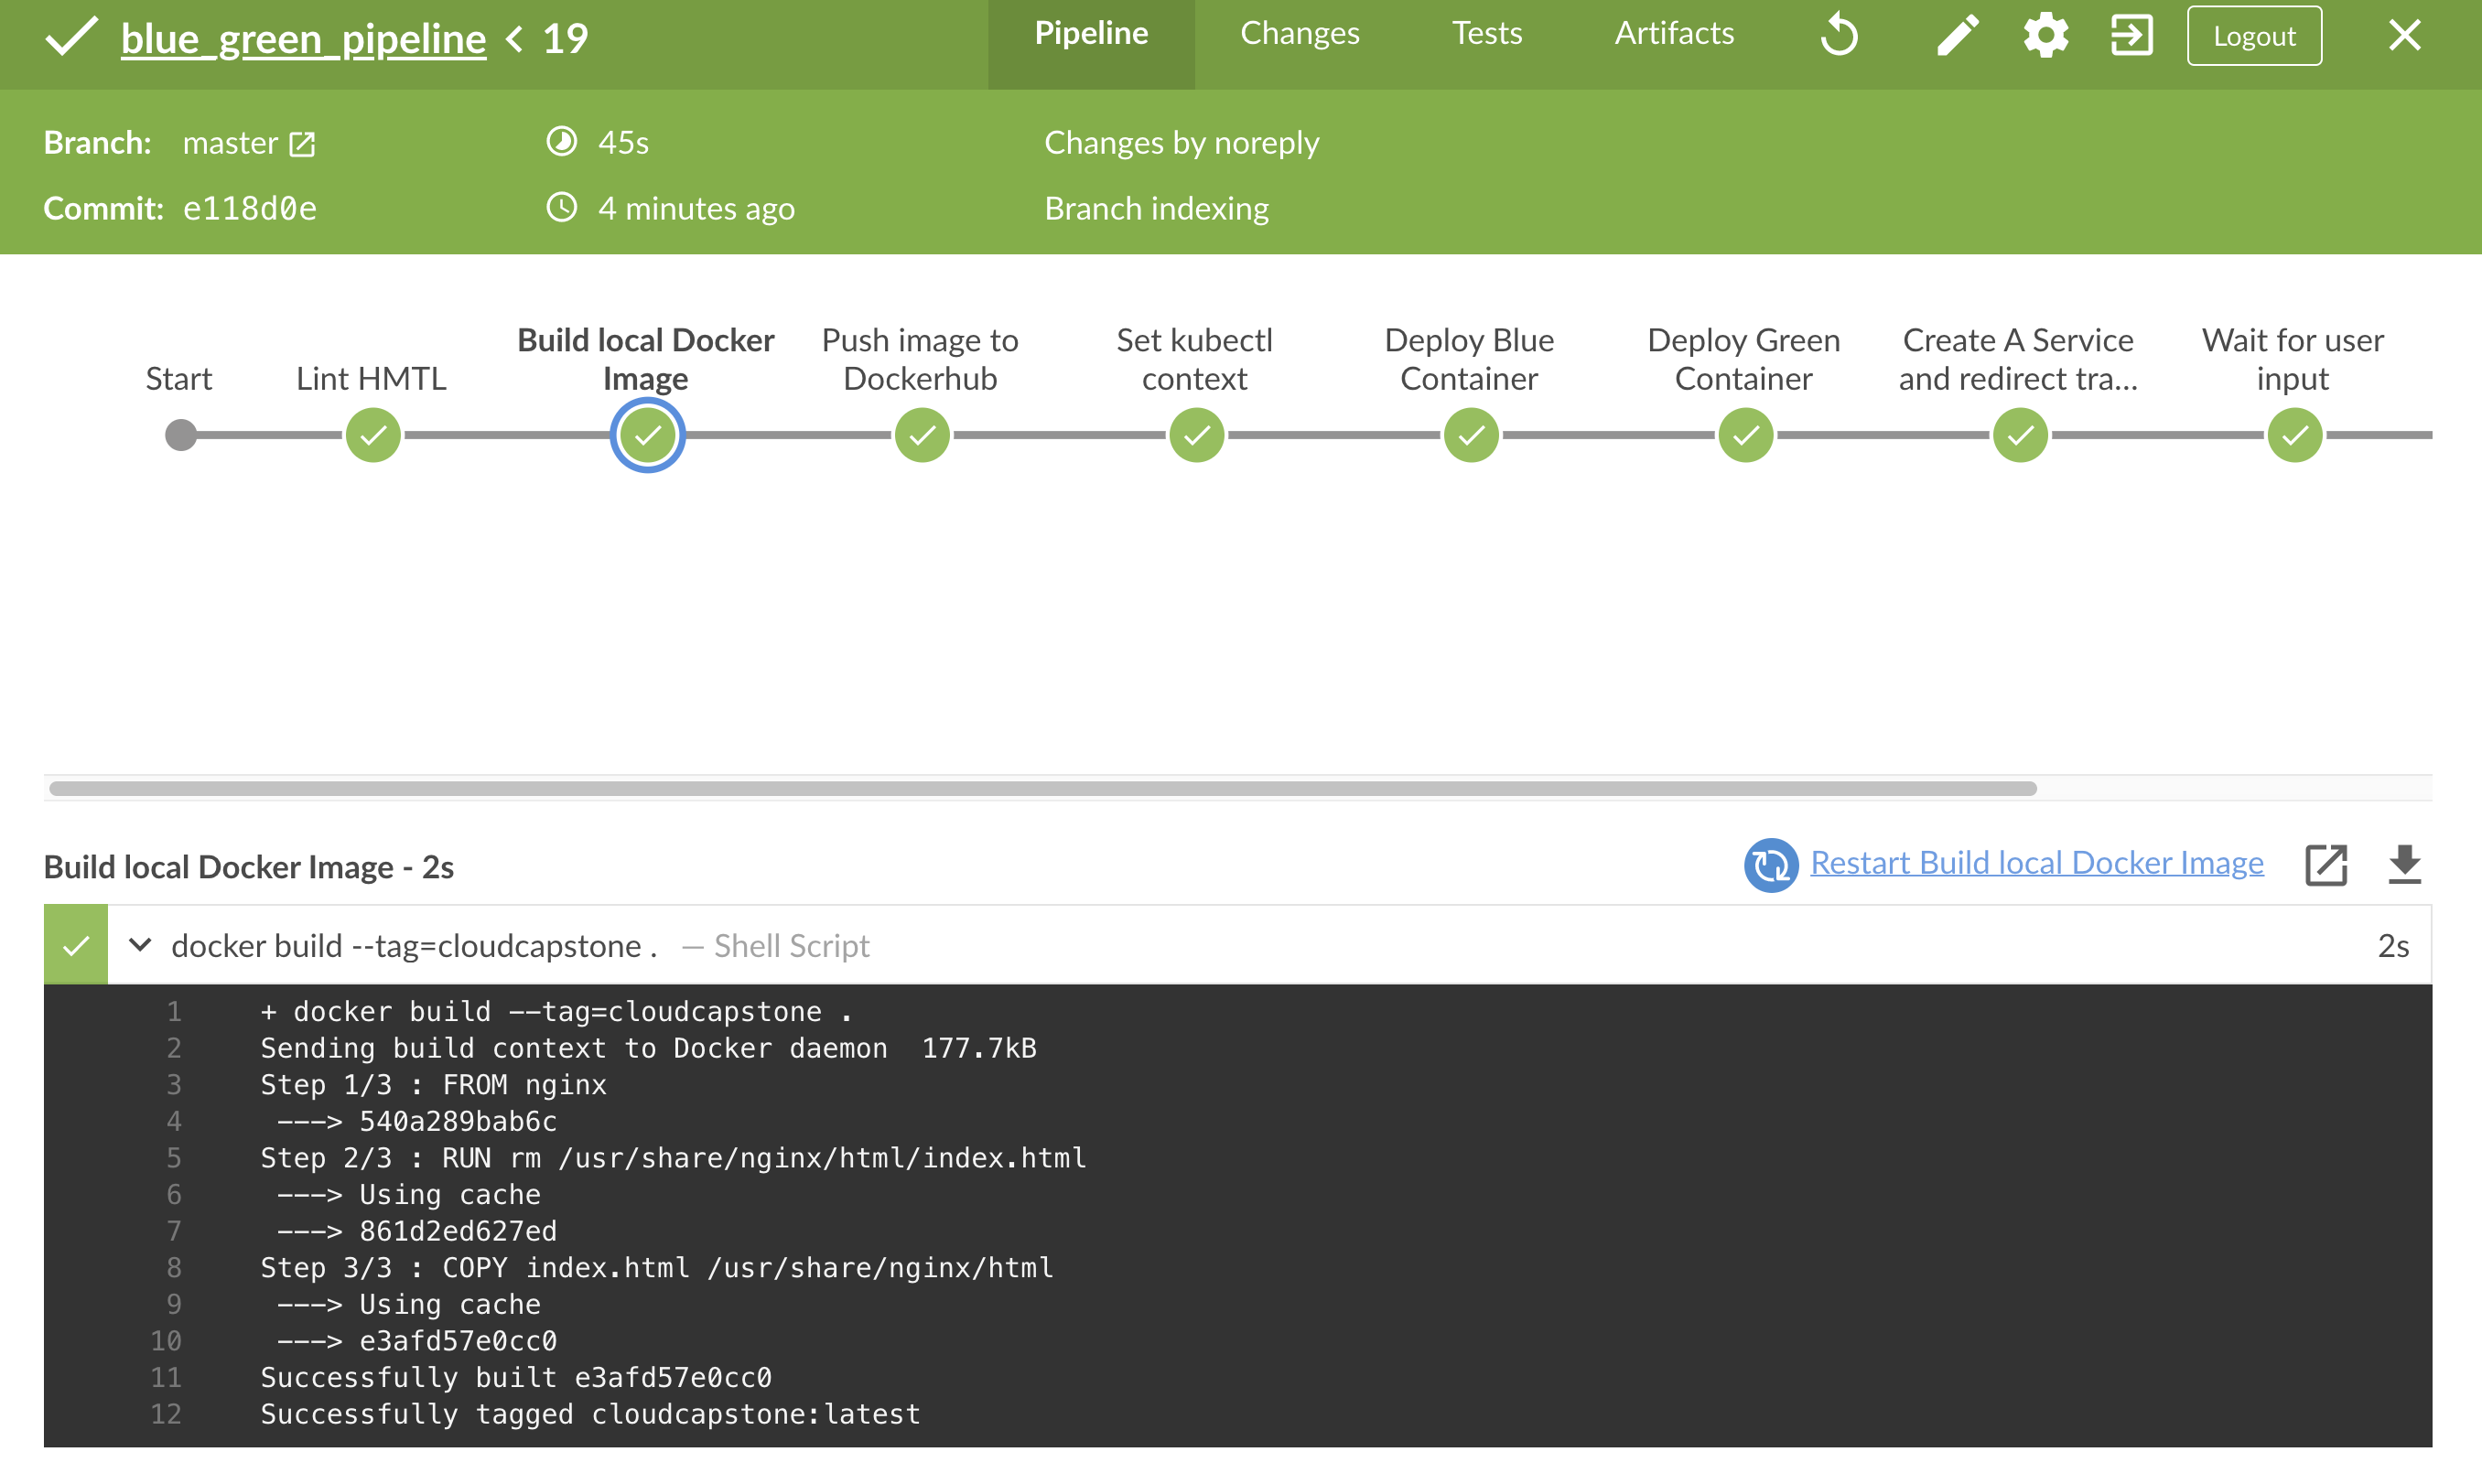 blue_green_pipeline < 19
Pipeline Changes Tests Artifacts Logout
Branch: master 45s Changes by noreply
Commit: e118d0e 4 minutes ago Branch indexing
Start
Lint HMTL
Build local Docker
Image
Push image to
Dockerhub
Set kubectl
context
Deploy Blue
Container
Deploy Green
Container
Create A Service
and redirect tra...
Wait for user
input
Build local Docker Image - 2s Restart Build local Docker Image
docker build --tag=cloudcapstone . — Shell Script 2s
1 + docker build --tag=cloudcapstone .
2 Sending build context to Docker daemon  177.7kB
3 Step 1/3 : FROM nginx
4  ---> 540a289bab6c
5 Step 2/3 : RUN rm /usr/share/nginx/html/index.html
6  ---> Using cache
7  ---> 861d2ed627ed
8 Step 3/3 : COPY index.html /usr/share/nginx/html
9  ---> Using cache
10  ---> e3afd57e0cc0
11 Successfully built e3afd57e0cc0
12 Successfully tagged cloudcapstone:latest